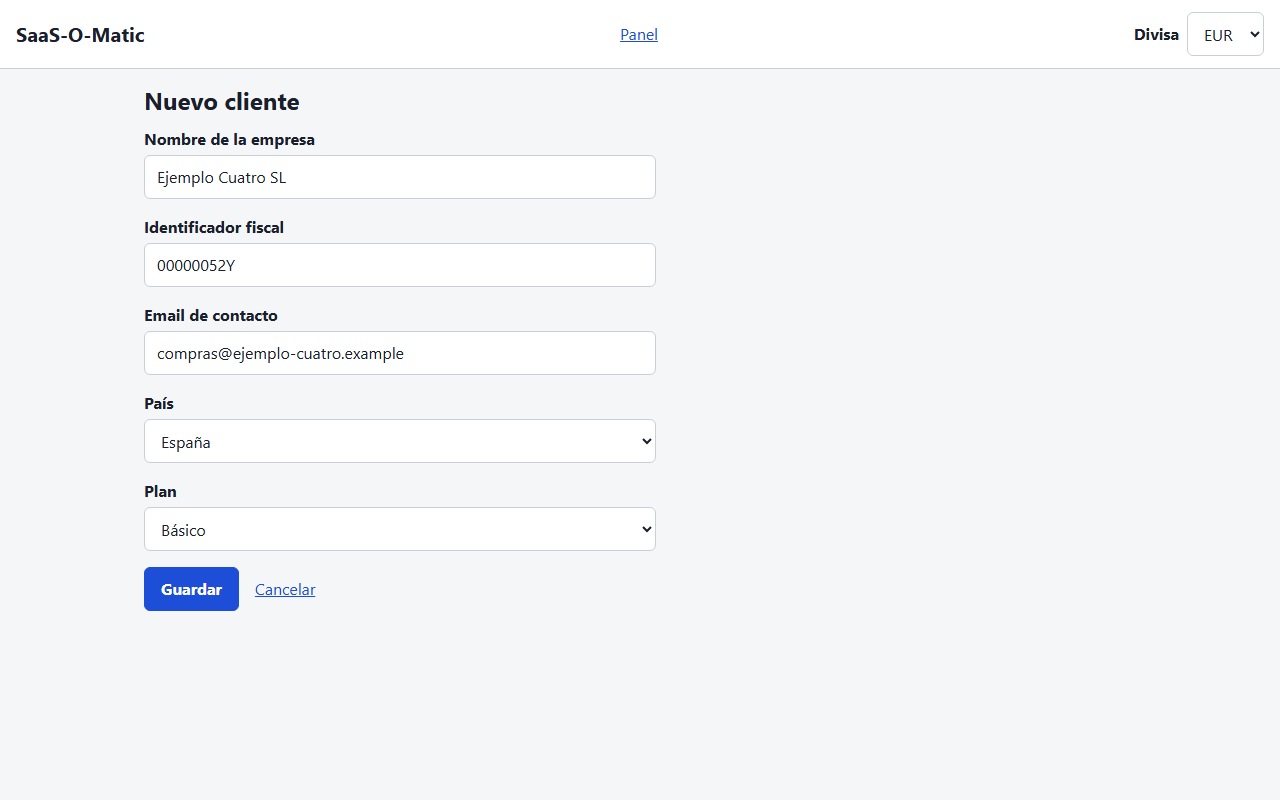 SaaS-O-Matic
Panel
Divisa
EUR
Nuevo cliente
Nombre de la empresa
Ejemplo Cuatro SL
Identificador fiscal
00000052Y
Email de contacto
compras@ejemplo-cuatro.example
País
España
Plan
Básico
Guardar
Cancelar